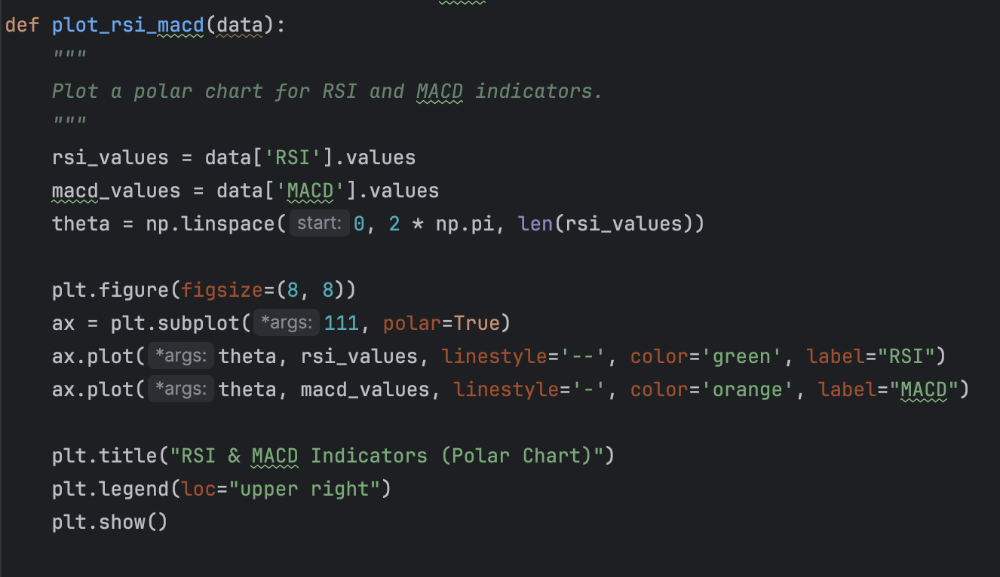 def plot_rsi_macd(data):
    """
    Plot a polar chart for RSI and MACD indicators.
    """
    rsi_values = data['RSI'].values
    macd_values = data['MACD'].values
    theta = np.linspace( start: 0, 2 * np.pi, len(rsi_values))
    plt.figure(figsize=(8, 8))
    ax = plt.subplot( *args: 111, polar=True)
    ax.plot( *args: theta, rsi_values, linestyle='--', color='green', label="RSI")
    ax.plot( *args: theta, macd_values, linestyle='-', color='orange', label="MACD")
    plt.title("RSI & MACD Indicators (Polar Chart)")
    plt.legend(loc="upper right")
    plt.show()